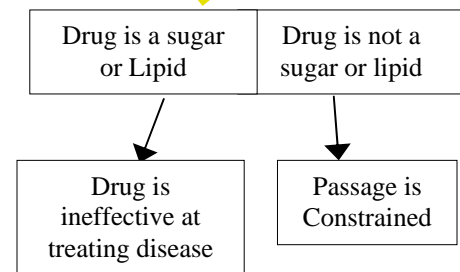 Drug is a sugar
or Lipid
Drug is not a
sugar or lipid
Drug is
ineffective at
treating disease
Passage is
Constrained